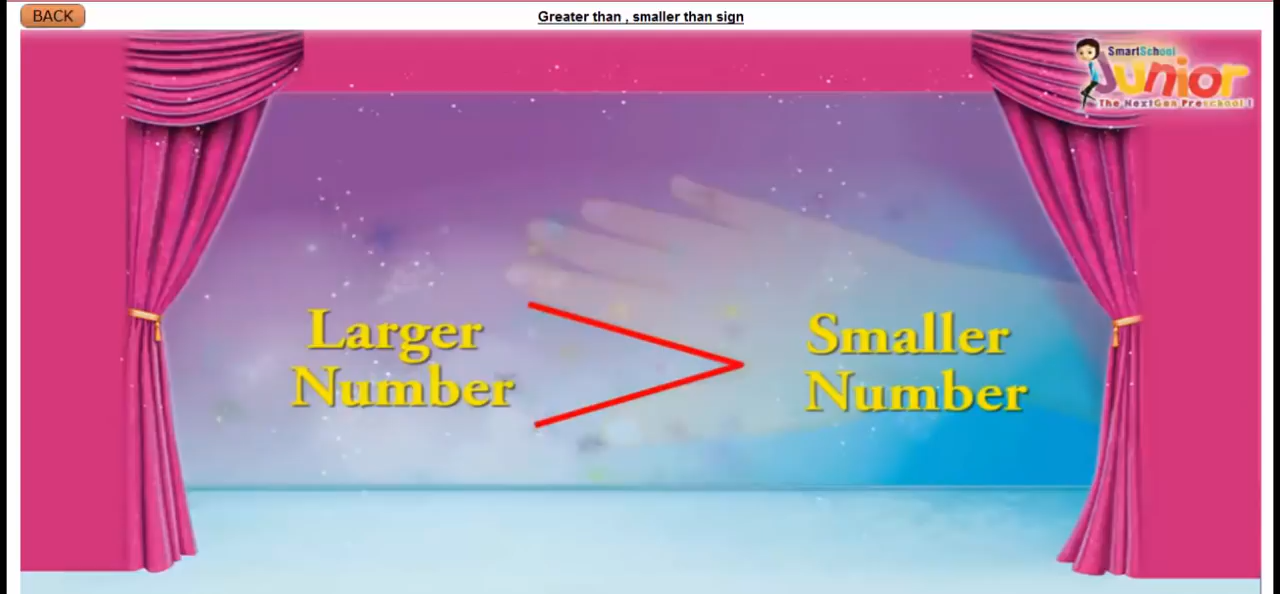 BACK
Greater than , smaller than sign
SmartSchool
Junior
The NextGen Preschool !
Larger
Number
>
Smaller
Number